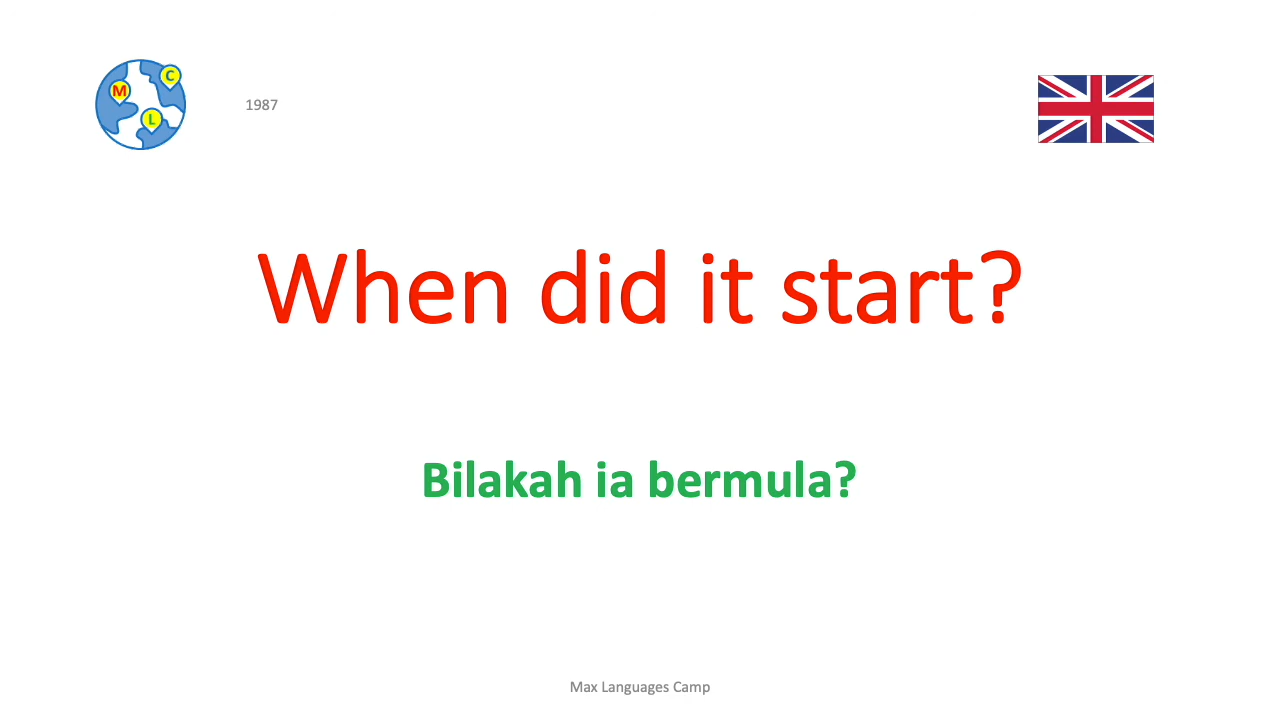 M
C
L
1987
When did it start?
Bilakah ia bermula?
Max Languages Camp